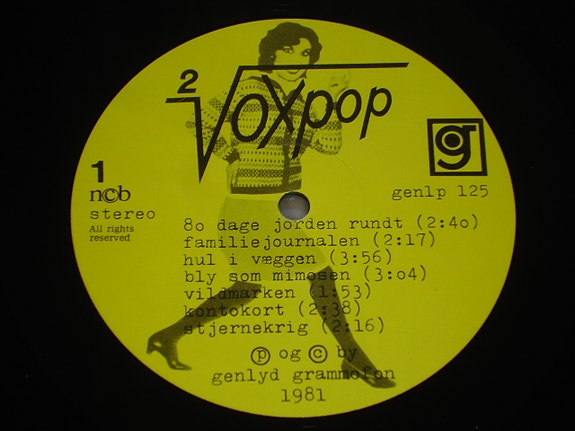 2
Voxpop
g
1
ncb
stereo
All rights
reserved
genlp 125
8o dage jorden rundt (2:4o)
familiejournalen (2:17)
hul i væggen (3:56)
bly som mimosen (3:o4)
vildmarken (1:53)
kontokort (2:38)
stjernekrig (2:16)
Ⓟ og © by
genlyd grammofon
1981